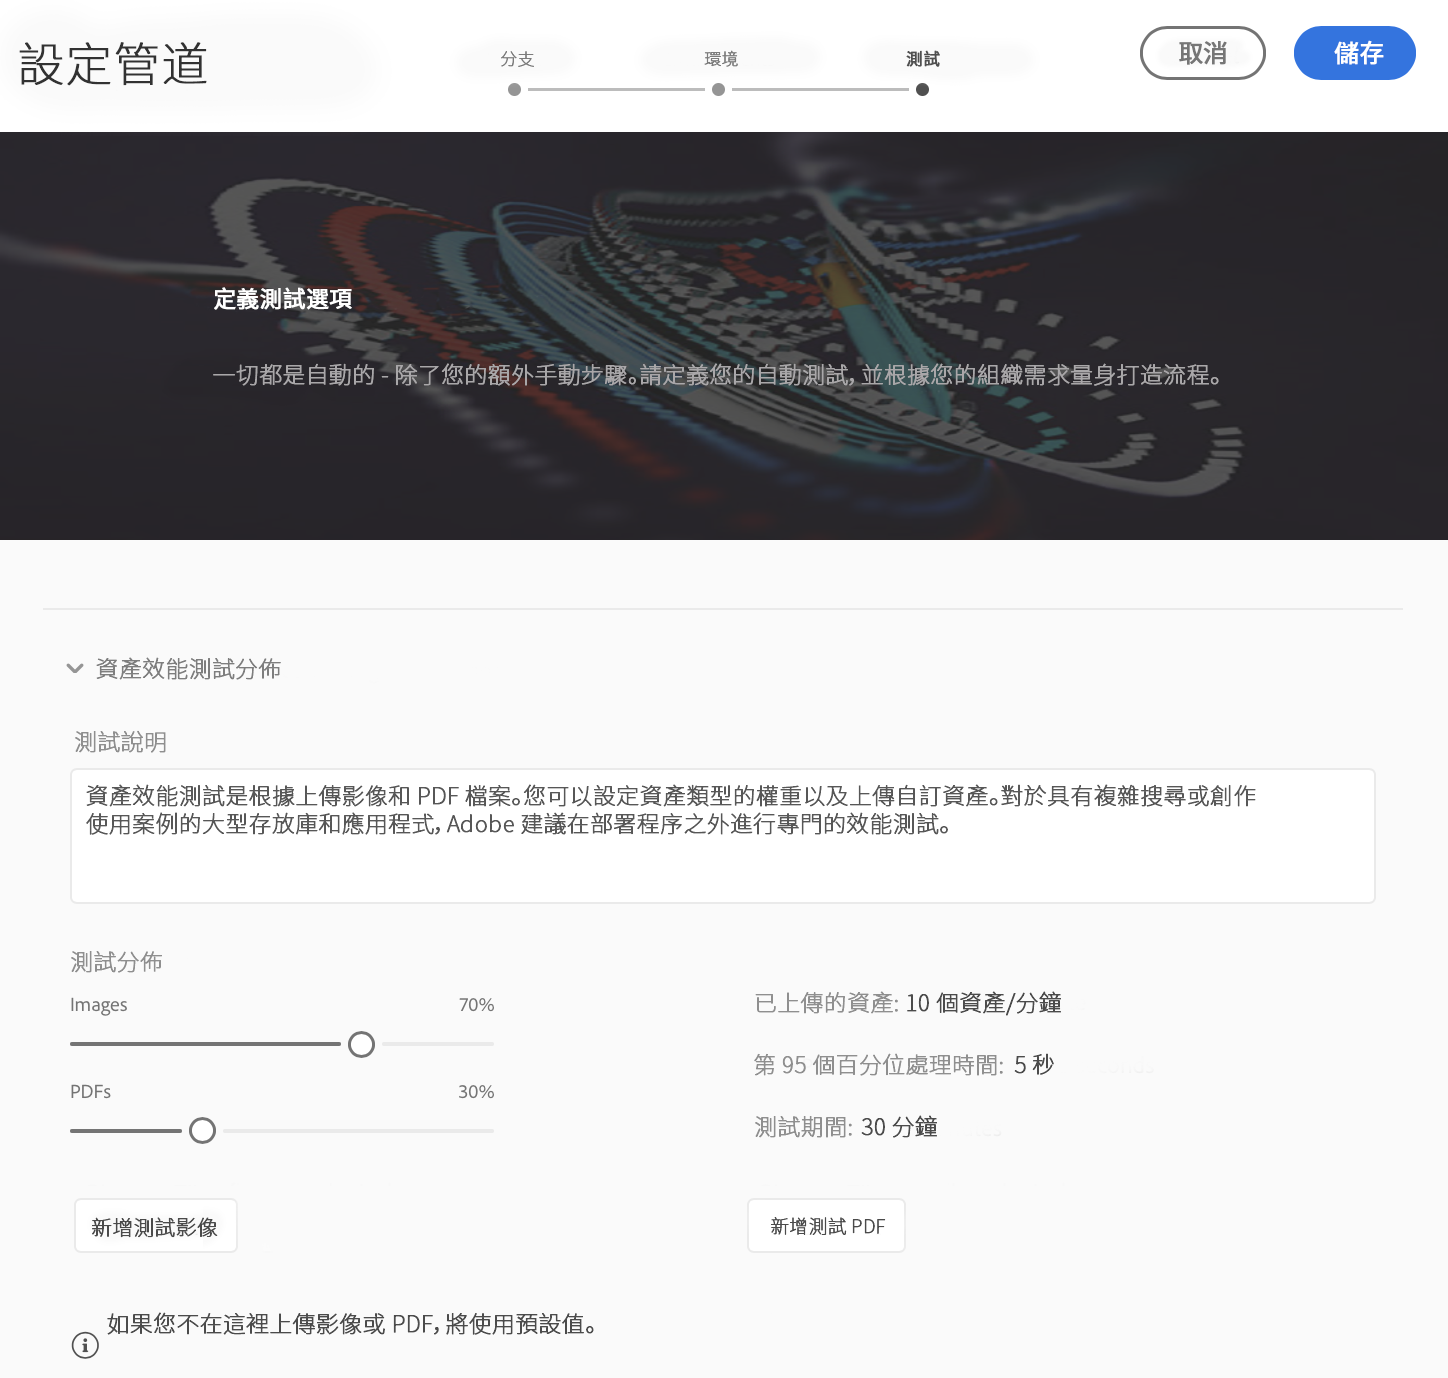 設定管道
分支
環境
測試
取消
儲存
定義測試選項
一切都是自動的 - 除了您的額外手動步驟。請定義您的自動測試，並根據您的組織需求量身打造流程。
資產效能測試分佈
測試說明
資產效能測試是根據上傳影像和 PDF 檔案。您可以設定資產類型的權重以及上傳自訂資產。對於具有複雜搜尋或創作
使用案例的大型存放庫和應用程式，Adobe 建議在部署程序之外進行專門的效能測試。
測試分佈
Images 70%
PDFs 30%
已上傳的資產: 10 個資產/分鐘
第 95 個百分位處理時間: 5 秒
測試期間: 30 分鐘
新增測試影像
新增測試 PDF
如果您不在這裡上傳影像或 PDF，將使用預設值。